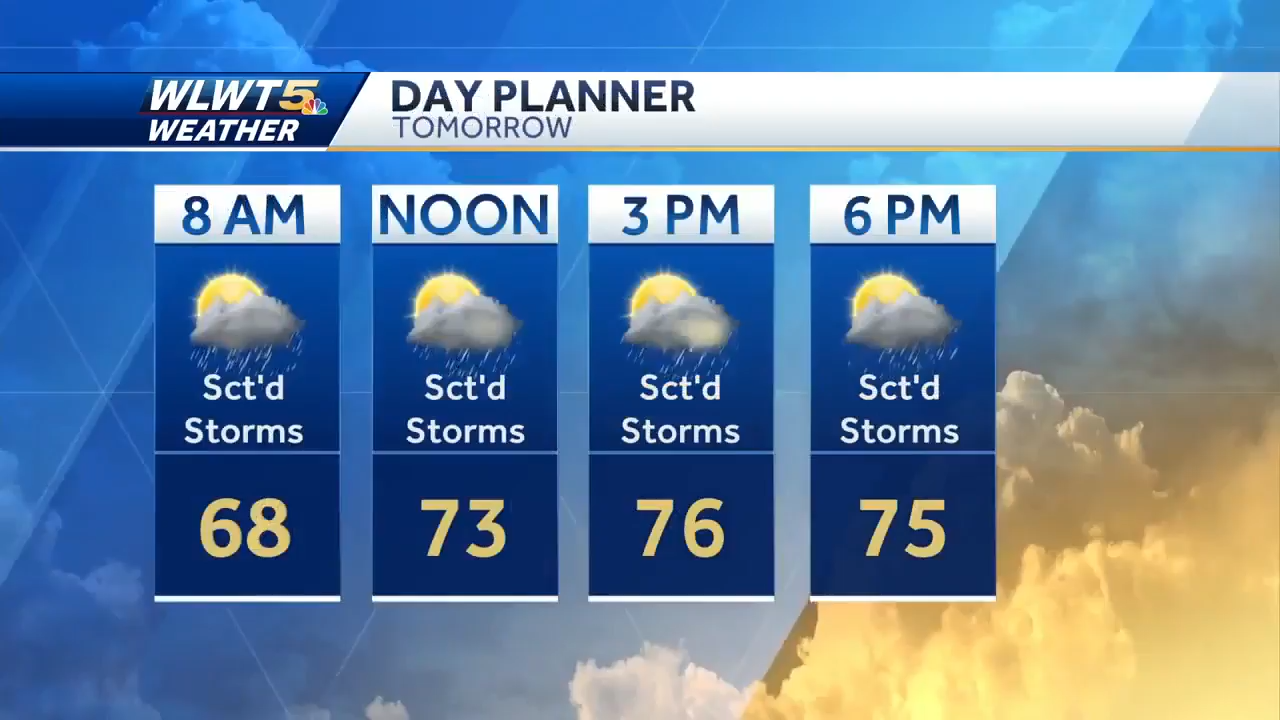 WLWT5
WEATHER
DAY PLANNER
TOMORROW
8 AM
Sct'd
Storms
68
NOON
Sct'd
Storms
73
3 PM
Sct'd
Storms
76
6 PM
Sct'd
Storms
75